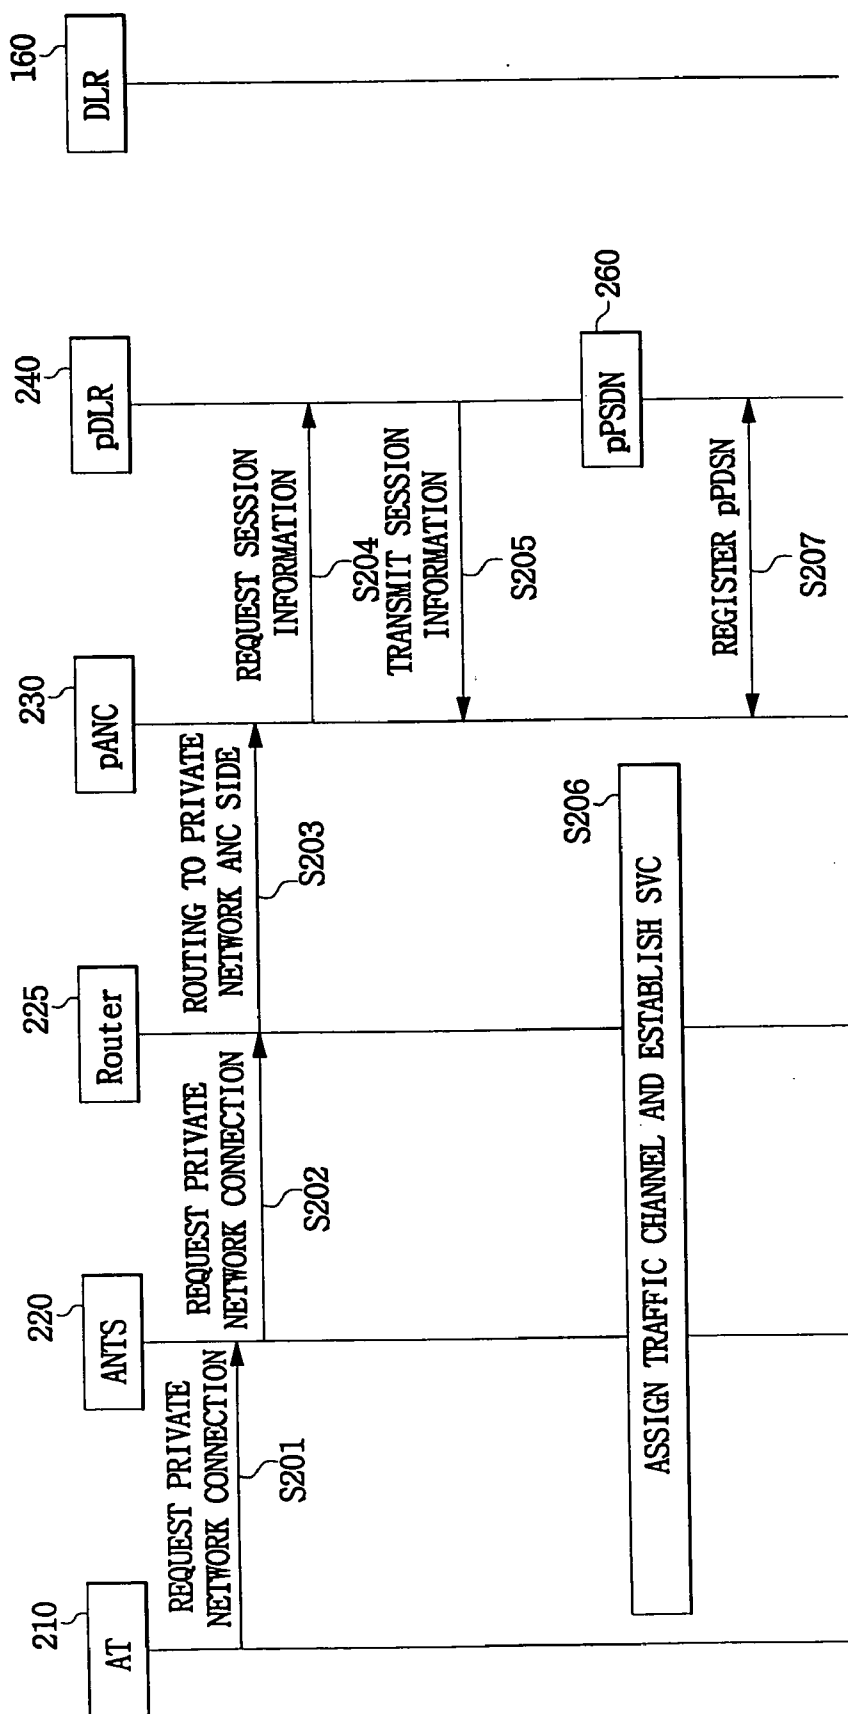 210
220
225
230
240
160
AT
ANTS
Router
pANC
pDLR
DLR
REQUEST PRIVATE
NETWORK CONNECTION
S201
REQUEST PRIVATE
NETWORK CONNECTION
S202
ROUTING TO PRIVATE
NETWORK ANC SIDE
S203
REQUEST SESSION
INFORMATION
S204
TRANSMIT SESSION
INFORMATION
S205
S206
ASSIGN TRAFFIC CHANNEL AND ESTABLISH SVC
260
pPSDN
REGISTER pPDSN
S207